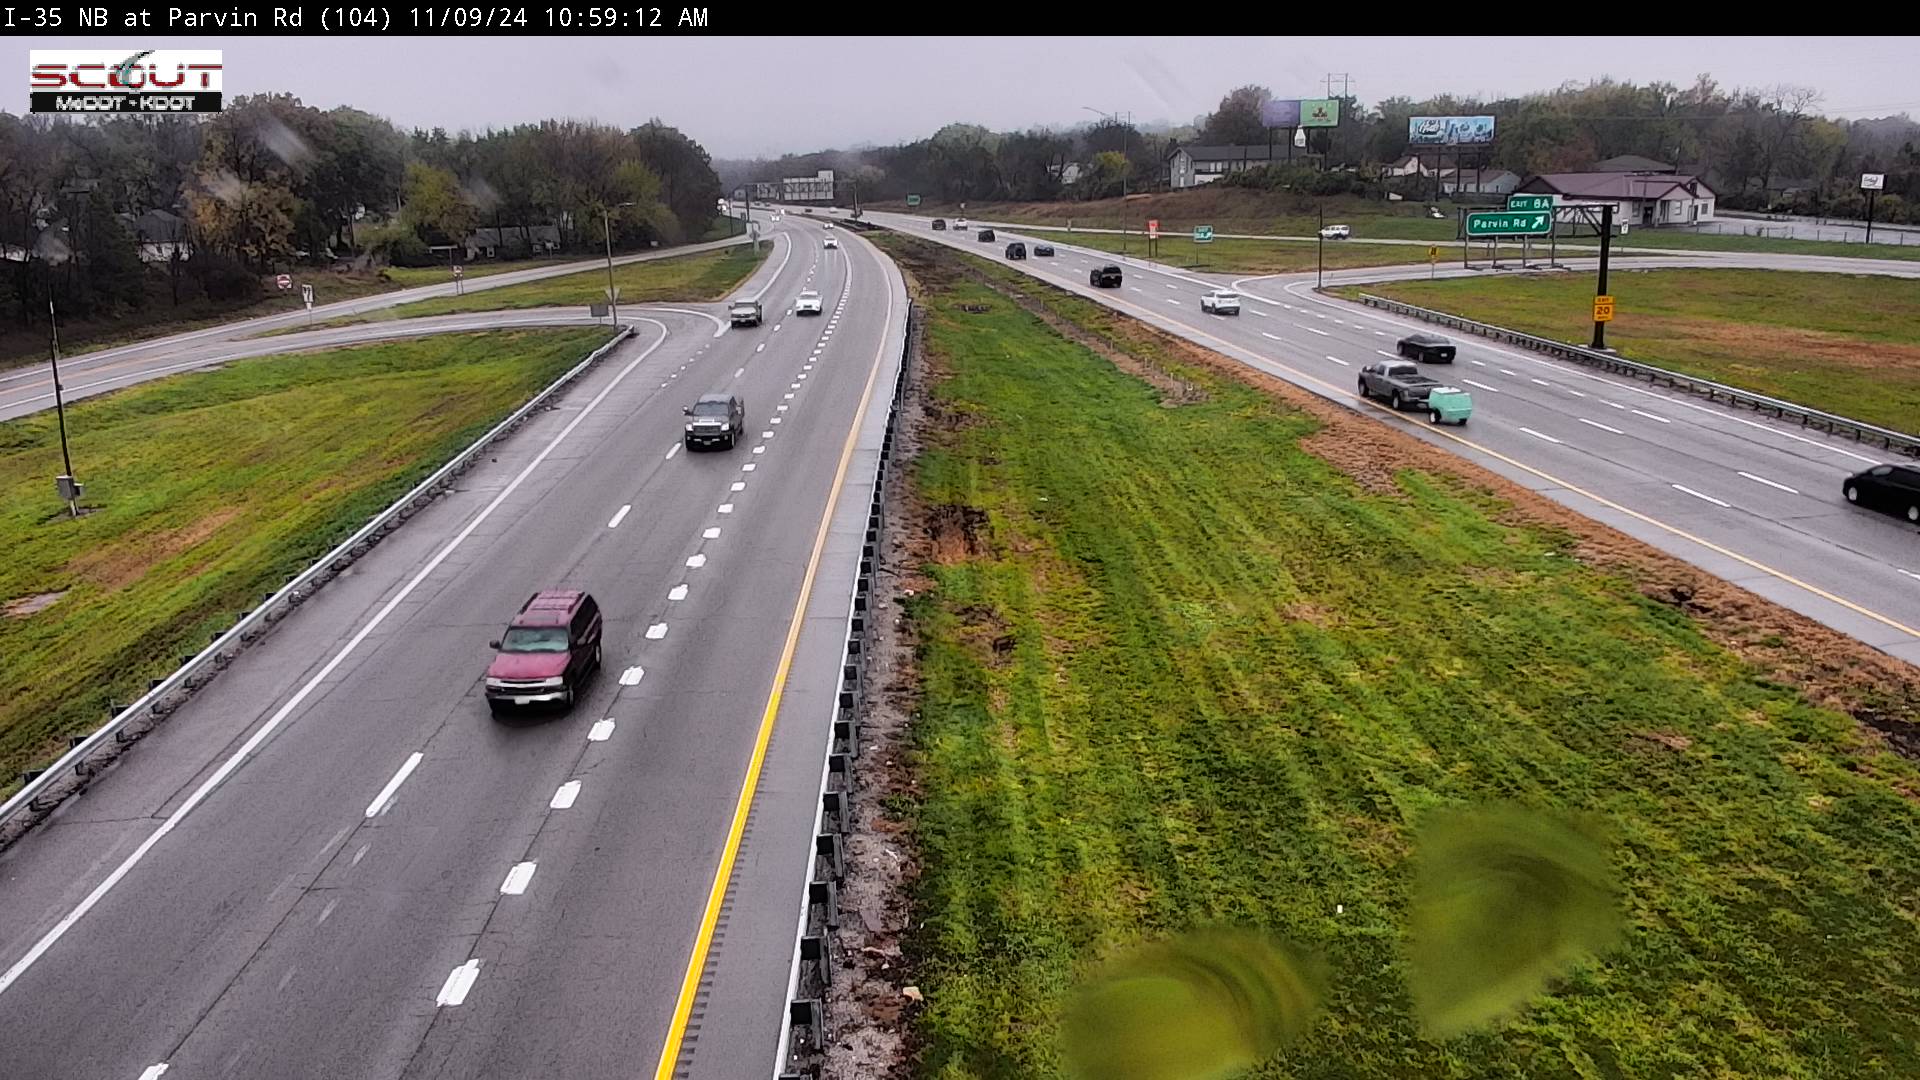 I-35 NB at Parvin Rd (104) 11/09/24 10:59:12 AM
SCOUT
MoDOT - KDOT
EXIT 8A
Parvin Rd
EXIT
20